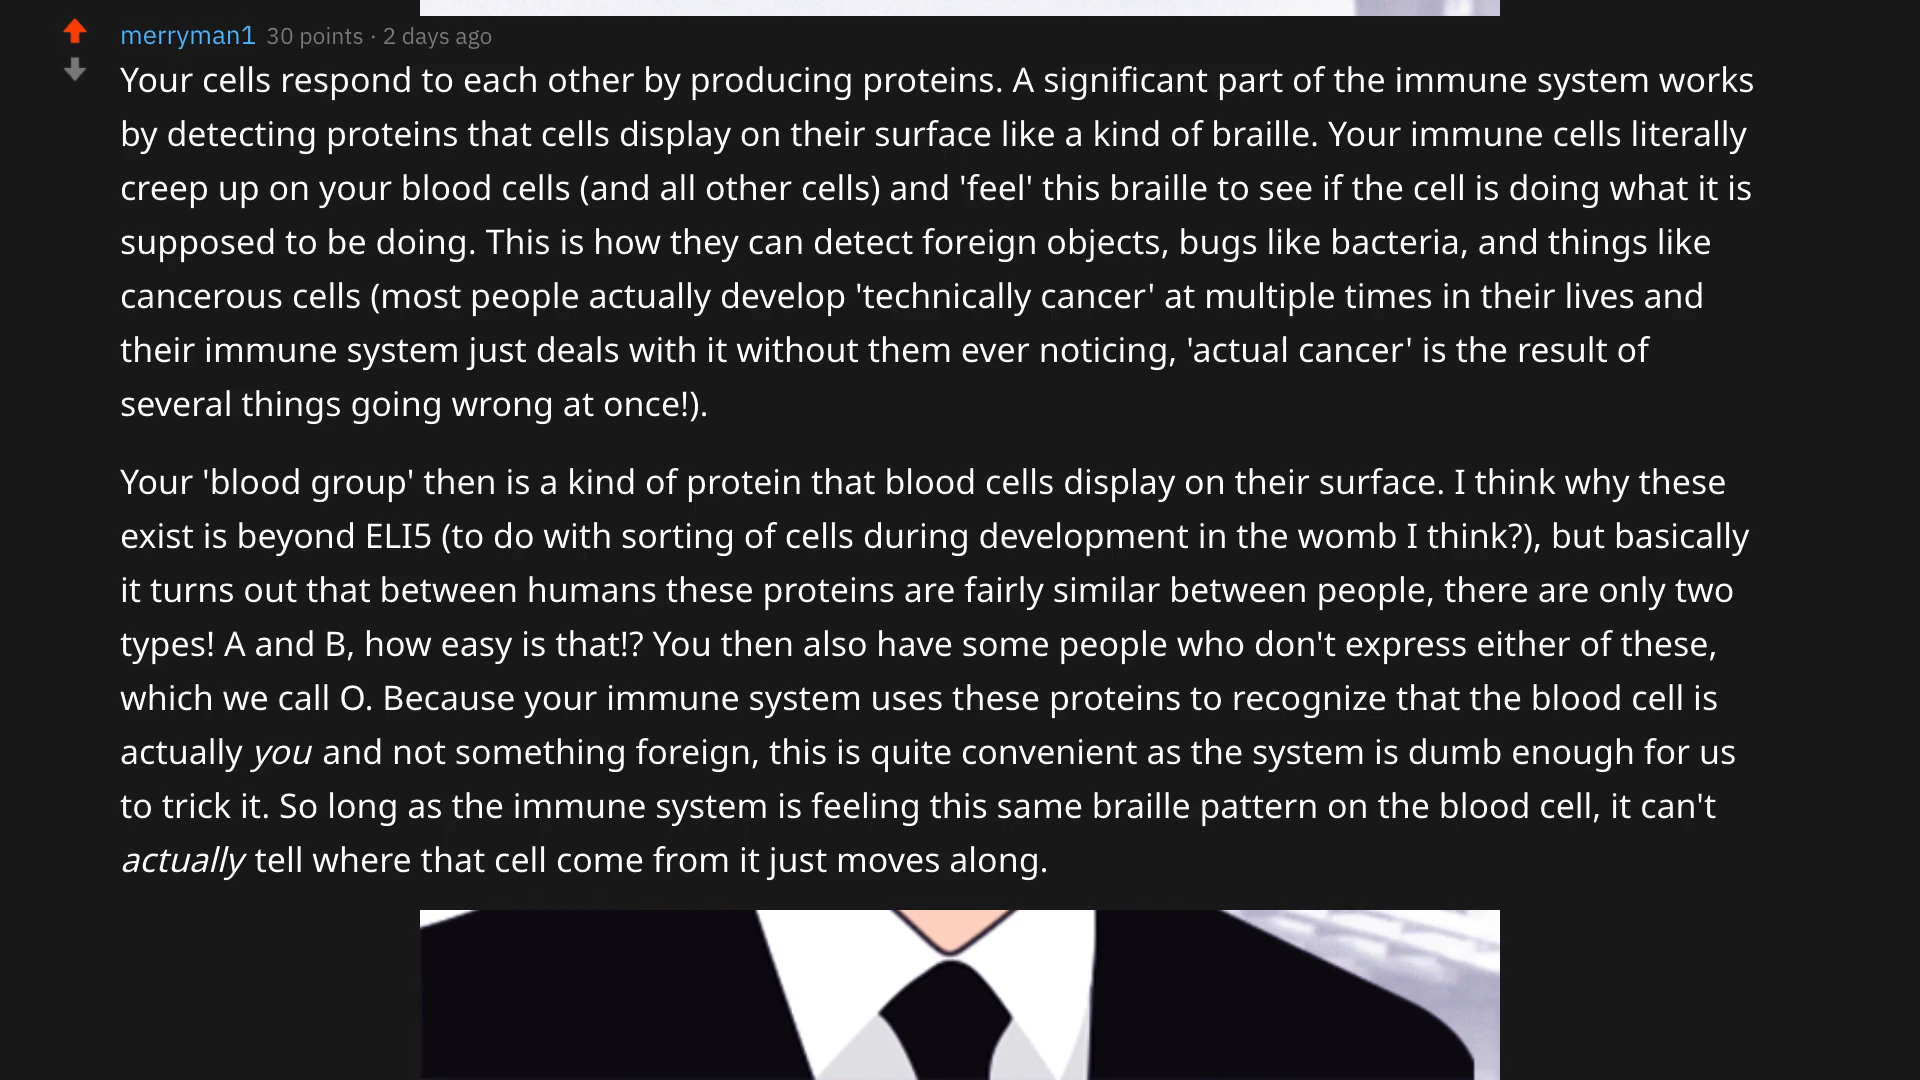 merryman1 30 points · 2 days ago
Your cells respond to each other by producing proteins. A significant part of the immune system works
by detecting proteins that cells display on their surface like a kind of braille. Your immune cells literally
creep up on your blood cells (and all other cells) and 'feel' this braille to see if the cell is doing what it is
supposed to be doing. This is how they can detect foreign objects, bugs like bacteria, and things like
cancerous cells (most people actually develop 'technically cancer' at multiple times in their lives and
their immune system just deals with it without them ever noticing, 'actual cancer' is the result of
several things going wrong at once!).
Your 'blood group' then is a kind of protein that blood cells display on their surface. I think why these
exist is beyond ELI5 (to do with sorting of cells during development in the womb I think?), but basically
it turns out that between humans these proteins are fairly similar between people, there are only two
types! A and B, how easy is that!? You then also have some people who don't express either of these,
which we call O. Because your immune system uses these proteins to recognize that the blood cell is
actually you and not something foreign, this is quite convenient as the system is dumb enough for us
to trick it. So long as the immune system is feeling this same braille pattern on the blood cell, it can't
actually tell where that cell come from it just moves along.